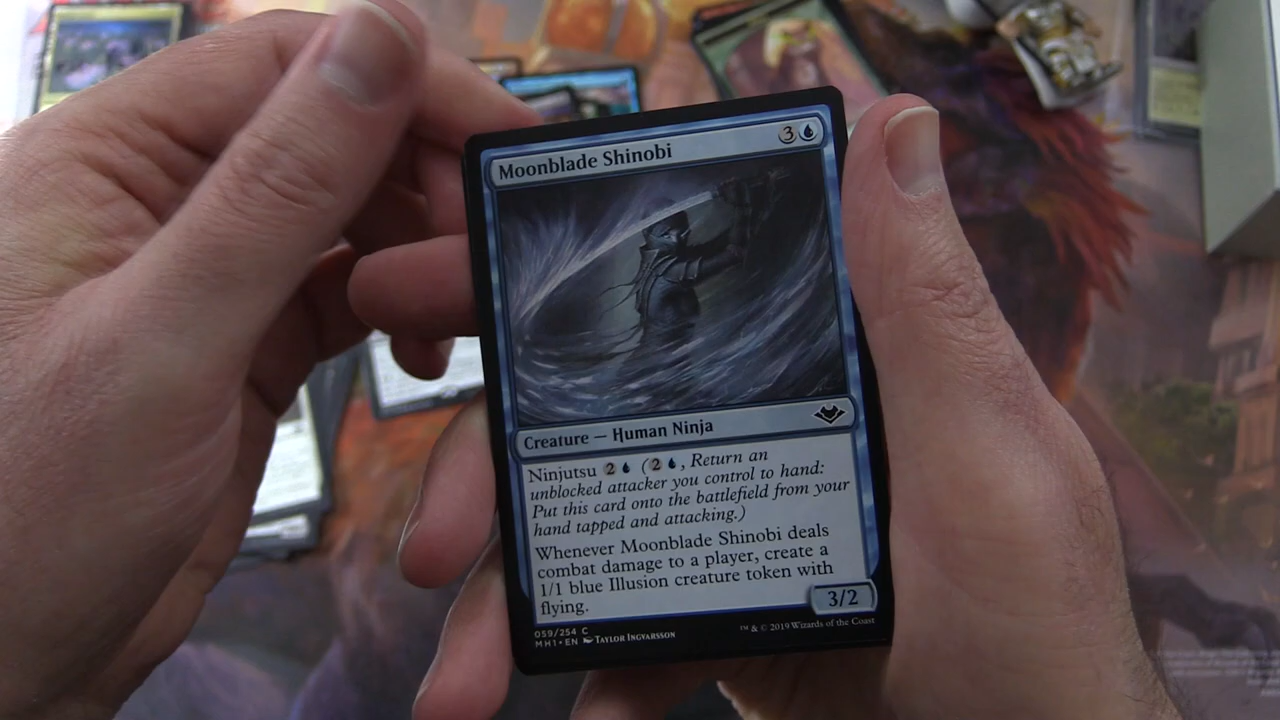 Moonblade Shinobi 3
Creature — Human Ninja
Ninjutsu 2 (2, Return an
unblocked attacker you control to hand:
Put this card onto the battlefield from your
hand tapped and attacking.)
Whenever Moonblade Shinobi deals
combat damage to a player, create a
1/1 blue Illusion creature token with
flying.
3/2
059/254 C
MH1 • EN Taylor Ingvarsson
™ & © 2019 Wizards of the Coast